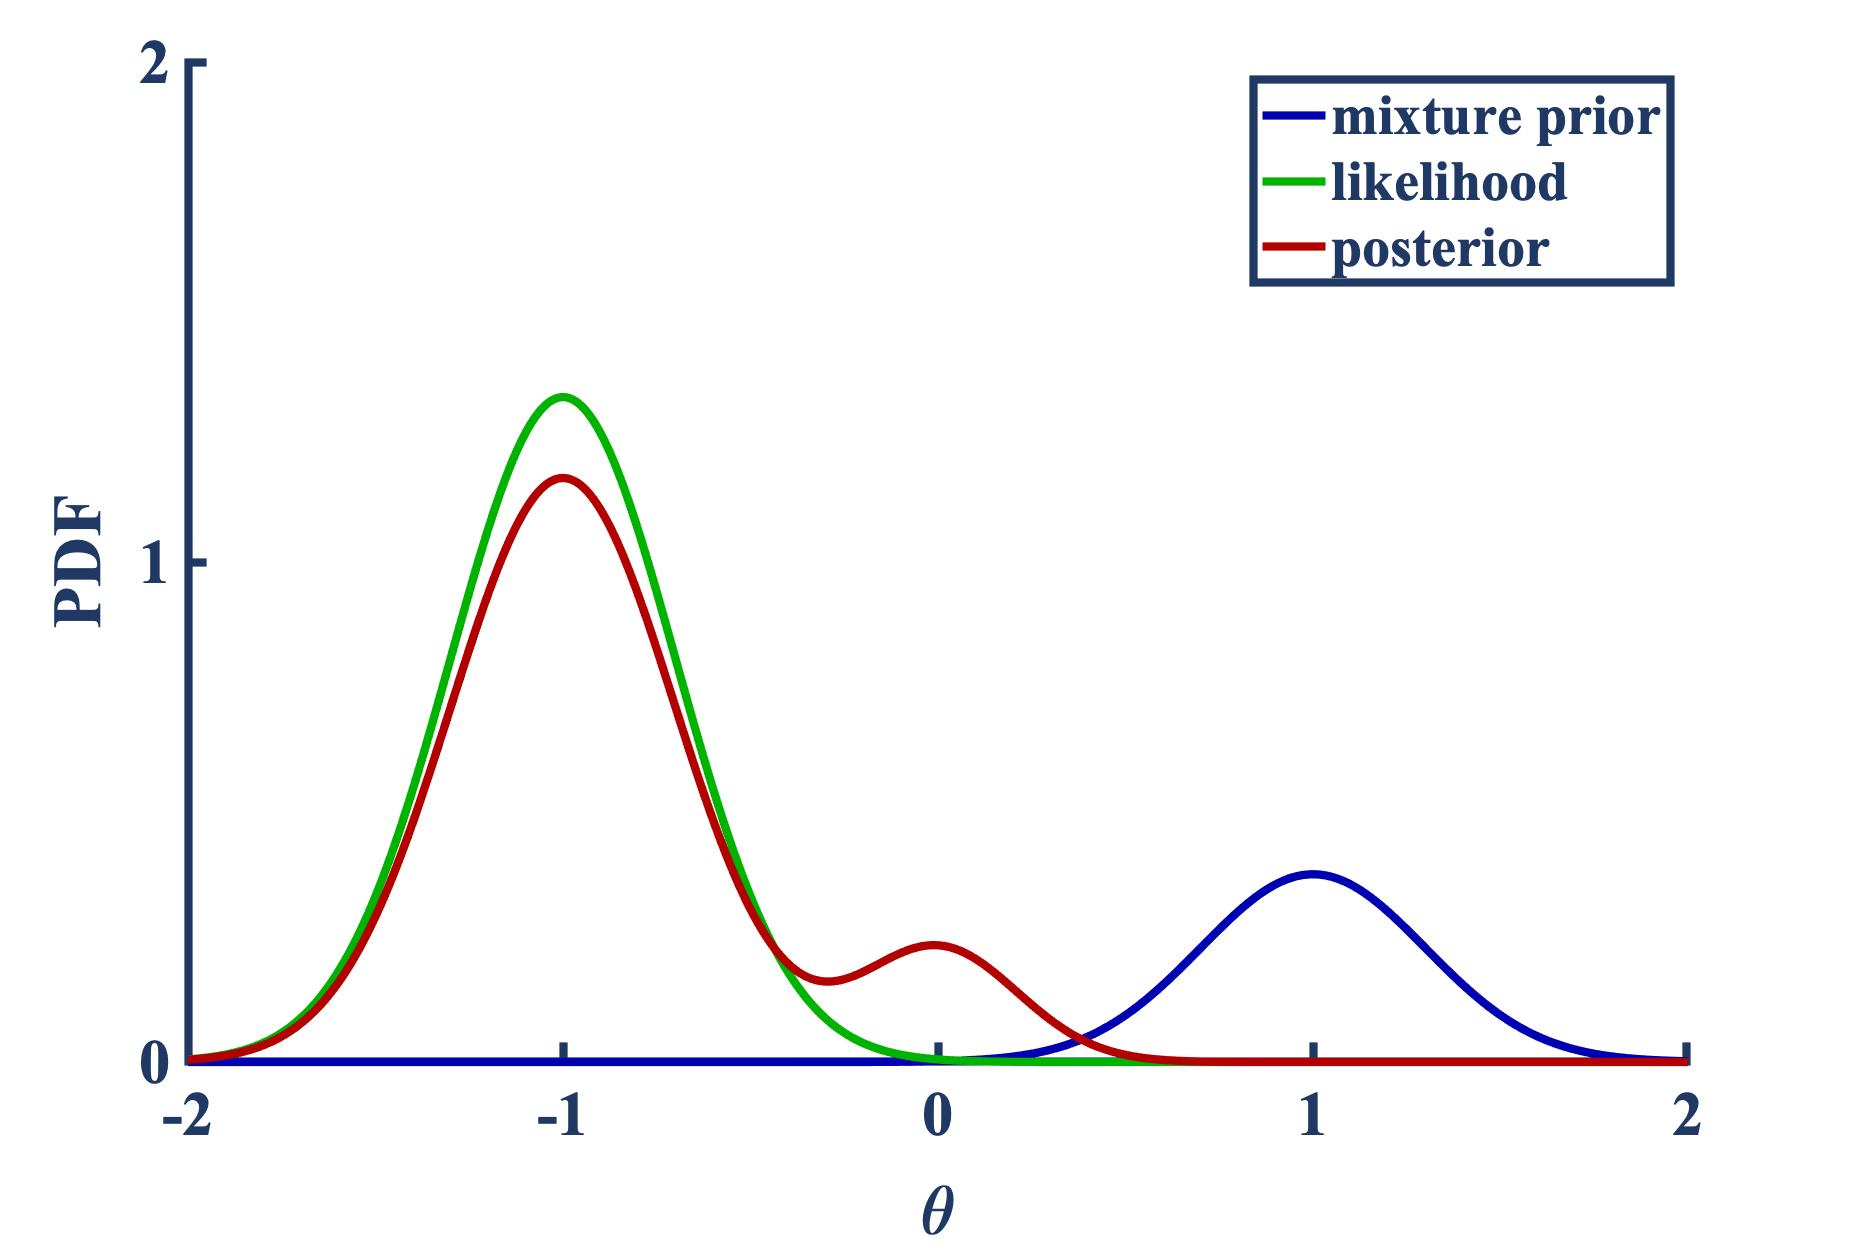 2
mixture prior
likelihood
posterior
1
PDF
0
-2 -1 0 1 2
θ